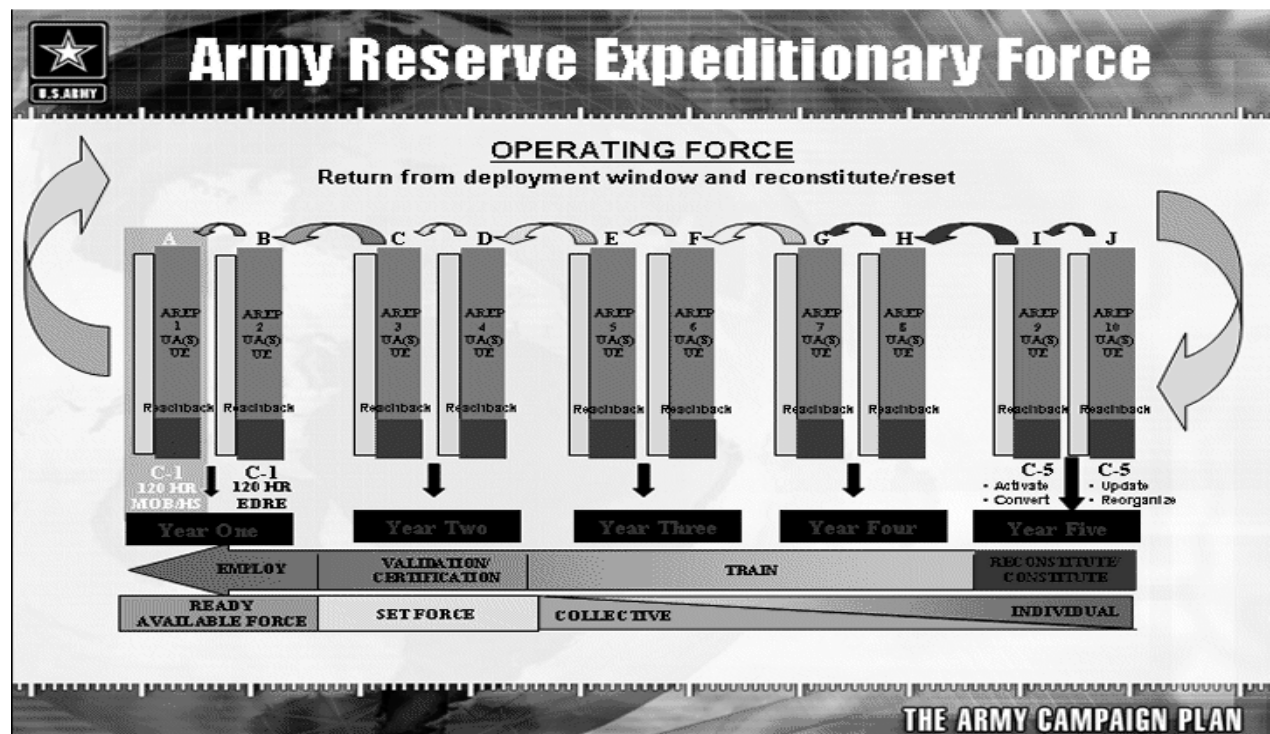 U.S.ARMY
Army Reserve Expeditionary Force
OPERATING FORCE
Return from deployment window and reconstitute/reset
A B C D E F G H I J
AREP
1
UA(S)
UE
AREP
2
UA(S)
UE
AREP
3
UA(S)
UE
AREP
4
UA(S)
UE
AREP
5
UA(S)
UE
AREP
6
UA(S)
UE
AREP
7
UA(S)
UE
AREP
8
UA(S)
UE
AREP
9
UA(S)
UE
AREP
10
UA(S)
UE
Reachback Reachback Reachback Reachback Reachback Reachback Reachback Reachback Reachback Reachback
C-1
120 HR
MOB/HS
C-1
120 HR
EDRE
C-5
• Activate
• Convert
C-5
• Update
• Reorganize
Year One Year Two Year Three Year Four Year Five
EMPLOY
VALIDATION/
CERTIFICATION
TRAIN
RECONSTITUTE/
CONSTITUTE
READY
AVAILABLE FORCE
SET FORCE
COLLECTIVE
INDIVIDUAL
THE ARMY CAMPAIGN PLAN